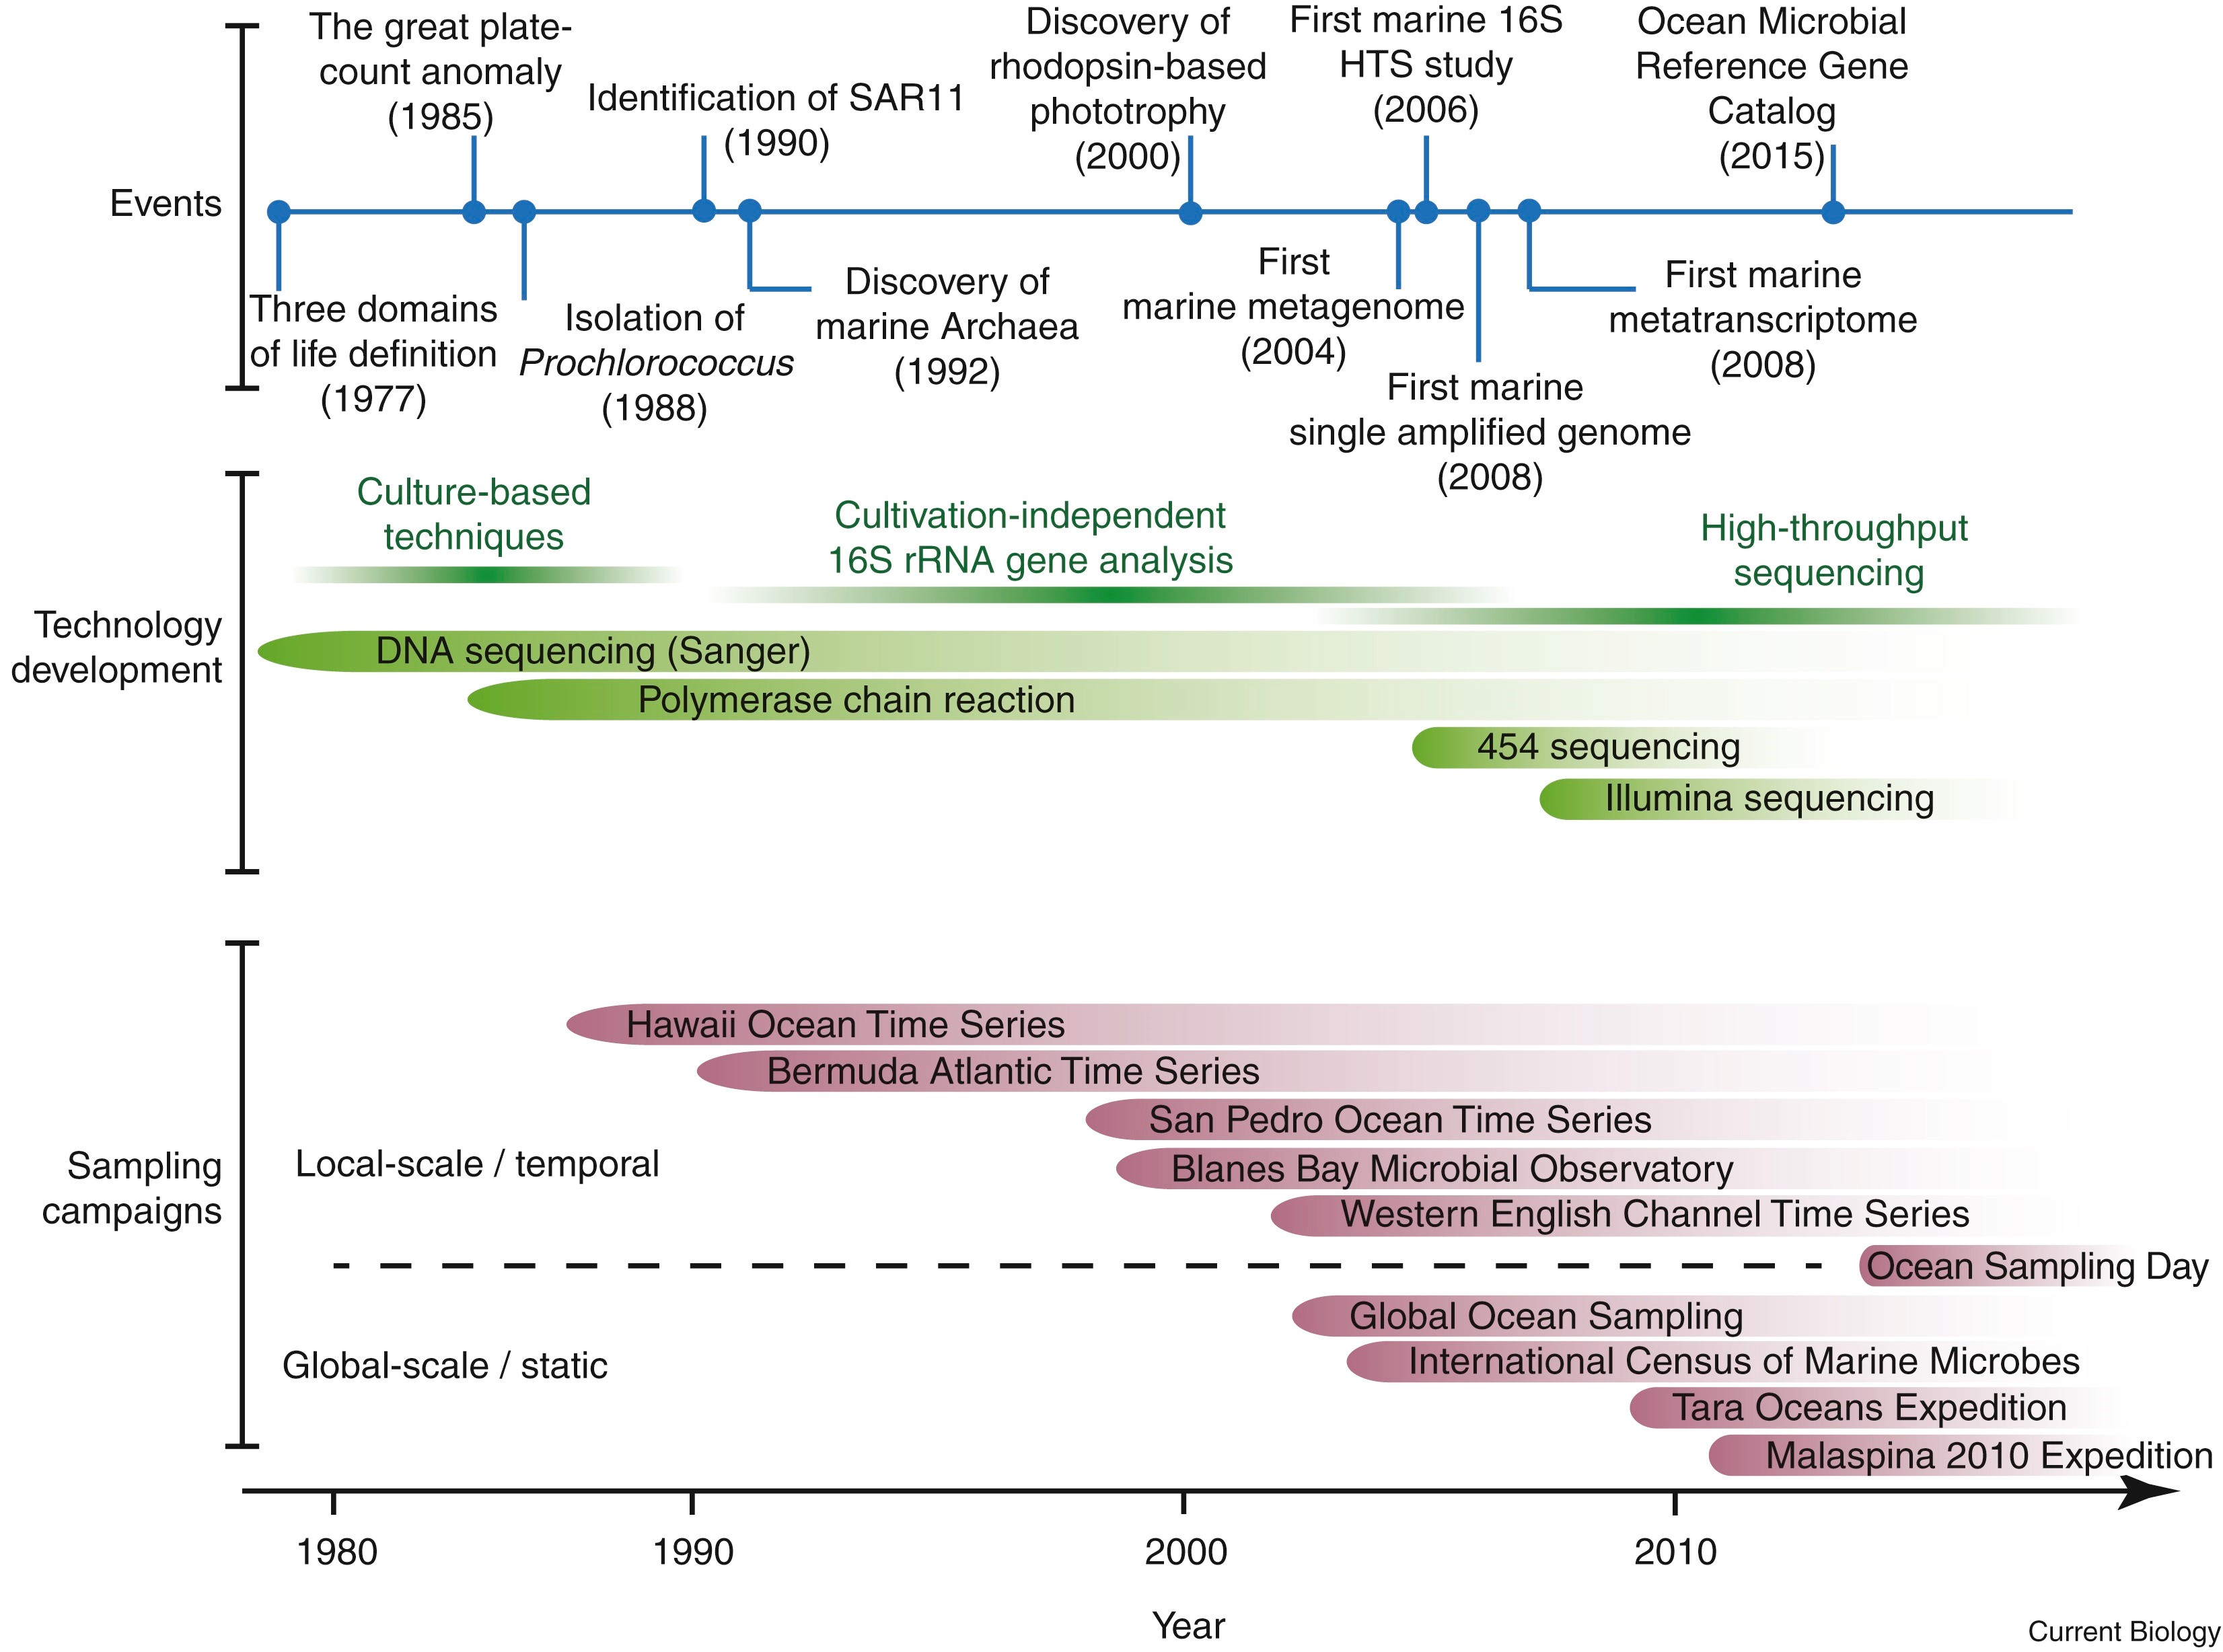 The great plate-
count anomaly
(1985)
Identification of SAR11
(1990)
Discovery of
rhodopsin-based
phototrophy
(2000)
First marine 16S
HTS study
(2006)
Ocean Microbial
Reference Gene
Catalog
(2015)
Events
Three domains
of life definition
(1977)
Isolation of
Prochlorococcus
(1988)
Discovery of
marine Archaea
(1992)
First
marine metagenome
(2004)
First marine
single amplified genome
(2008)
First marine
metatranscriptome
(2008)
Technology
development
Culture-based
techniques
Cultivation-independent
16S rRNA gene analysis
High-throughput
sequencing
DNA sequencing (Sanger)
Polymerase chain reaction
454 sequencing
Illumina sequencing
Sampling
campaigns
Local-scale / temporal
Hawaii Ocean Time Series
Bermuda Atlantic Time Series
San Pedro Ocean Time Series
Blanes Bay Microbial Observatory
Western English Channel Time Series
Ocean Sampling Day
Global-scale / static
Global Ocean Sampling
International Census of Marine Microbes
Tara Oceans Expedition
Malaspina 2010 Expedition
1980
1990
2000
2010
Year
Current Biology